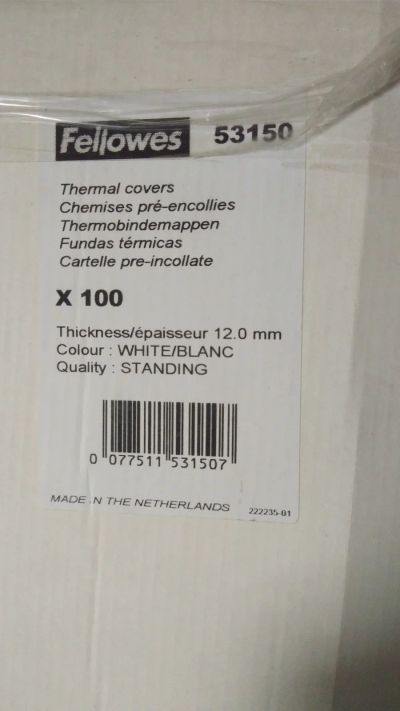 Fellowes 53150
Thermal covers
Chemises pré-encollies
Thermobindemappen
Fundas térmicas
Cartelle pre-incollate
X 100
Thickness/épaisseur 12.0 mm
Colour : WHITE/BLANC
Quality : STANDING
0 077511 531507
MADE IN THE NETHERLANDS
222235-01